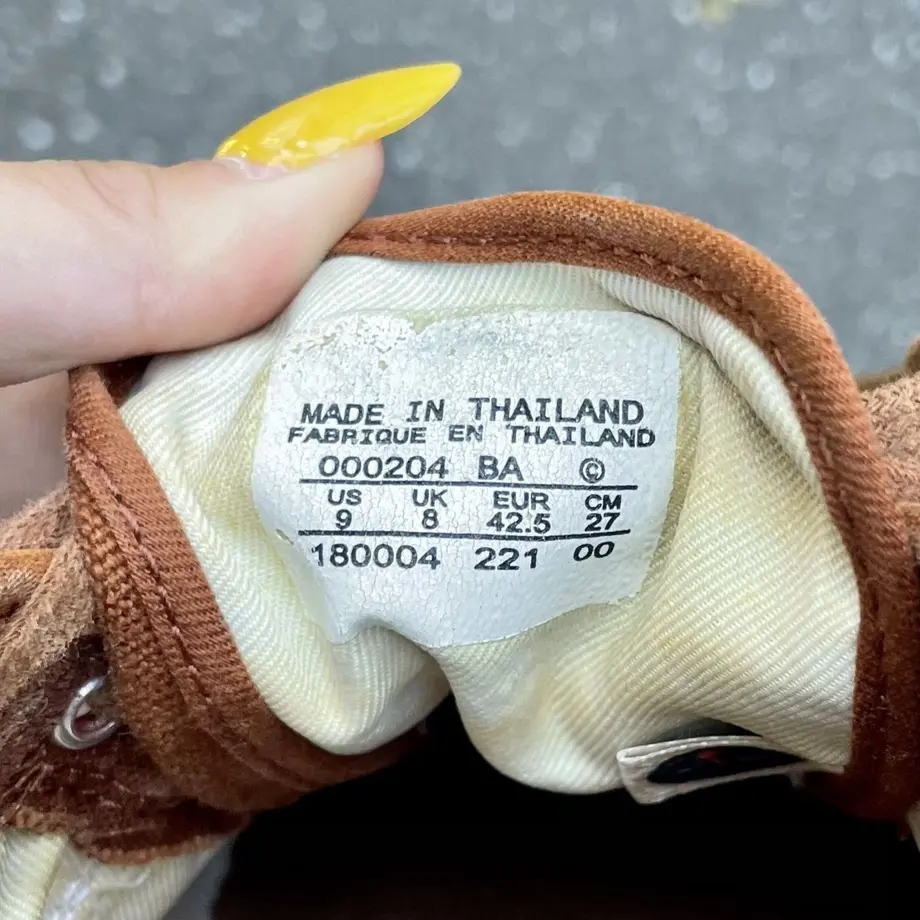 MADE IN THAILAND
FABRIQUE EN THAILAND
000204 BA ©
US UK EUR CM
9 8 42.5 27
180004 221 00